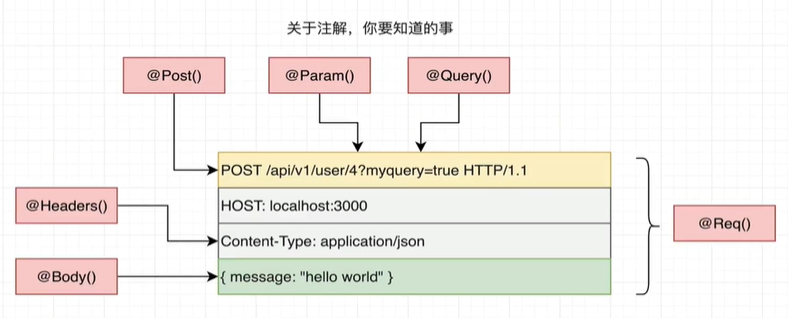 关于注解，你要知道的事
@Post()
@Param()
@Query()
POST /api/v1/user/4?myquery=true HTTP/1.1
@Headers()
HOST: localhost:3000
@Req()
Content-Type: application/json
@Body()
{ message: "hello world" }